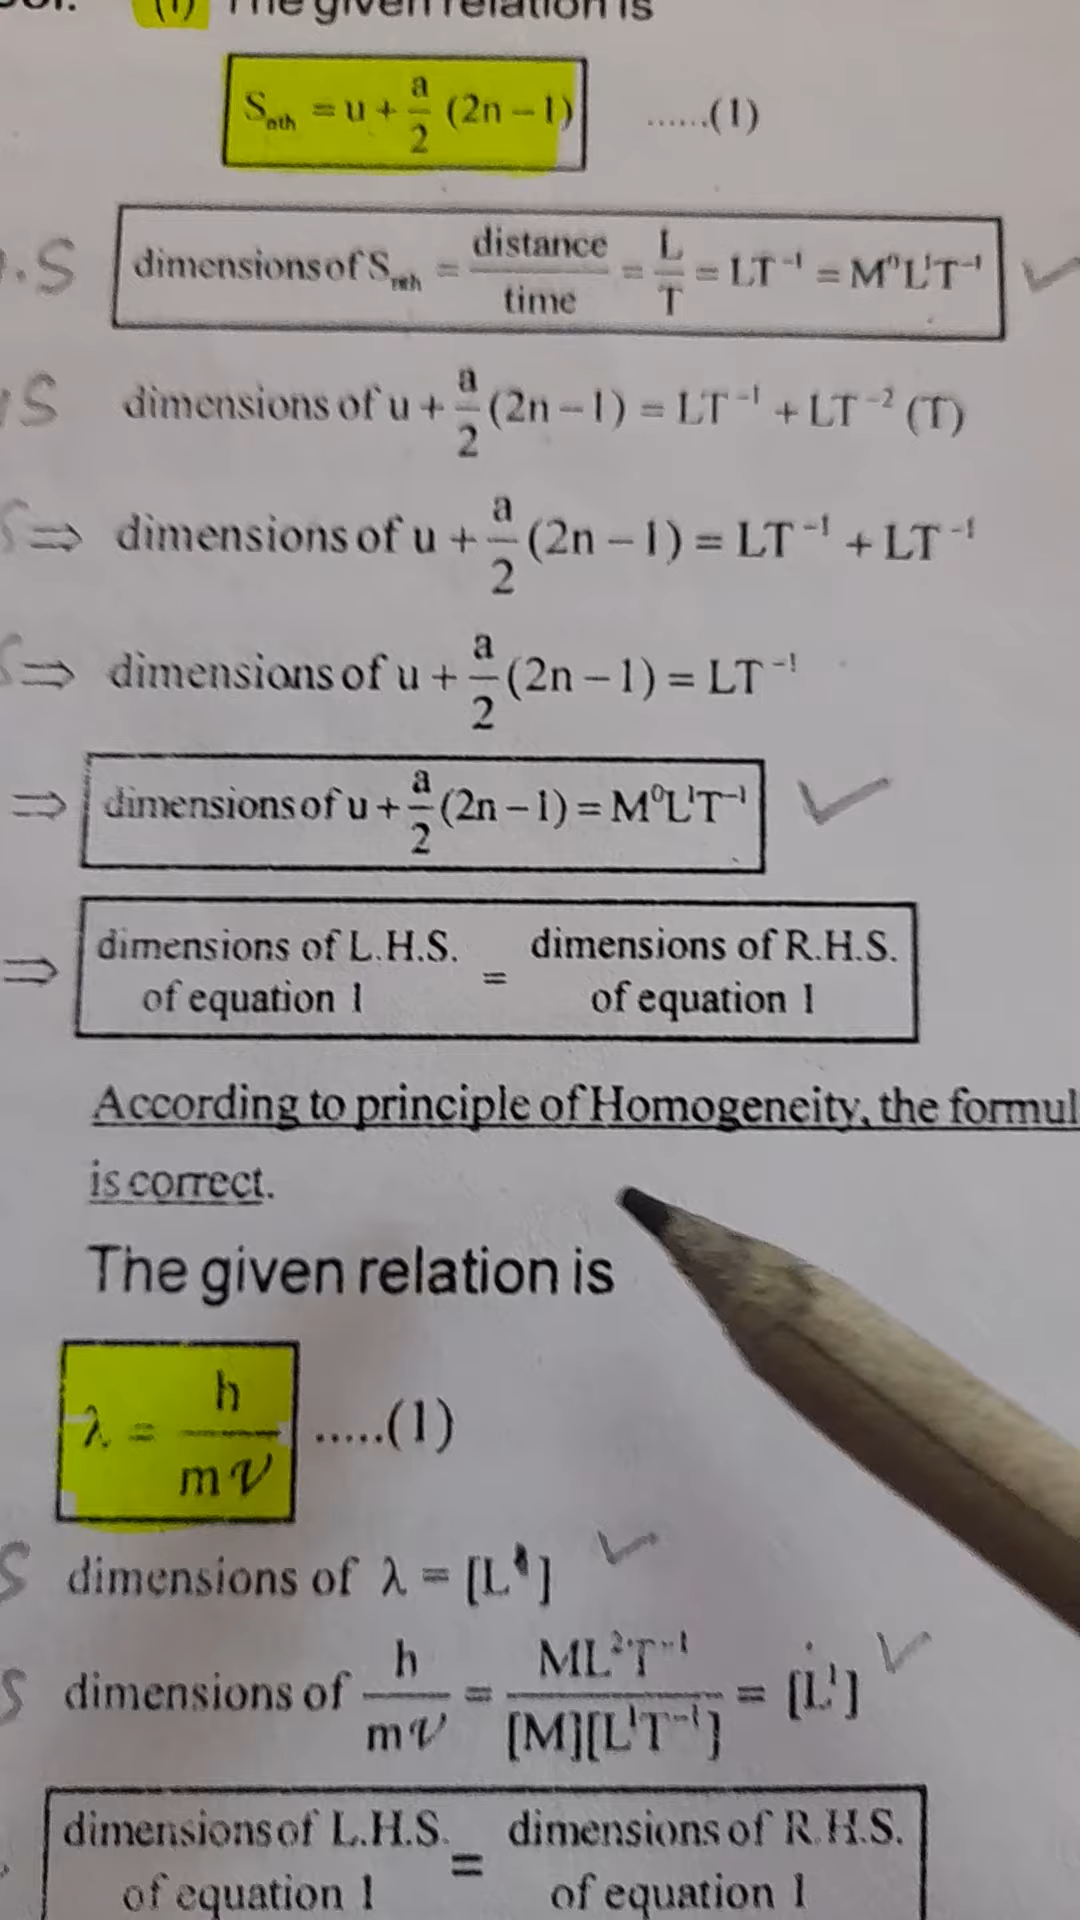 (i) The given relation is
S_nth = u + a/2 (2n – 1) ......(1)
.S dimensions of S_nth = distance/time = L/T = LT⁻¹ = M⁰L¹T⁻¹
S dimensions of u + a/2 (2n – 1) = LT⁻¹ + LT⁻² (T)
⇒ dimensions of u + a/2 (2n – 1) = LT⁻¹ + LT⁻¹
⇒ dimensions of u + a/2 (2n – 1) = LT⁻¹
⇒ dimensions of u + a/2 (2n – 1) = M⁰L¹T⁻¹
⇒ dimensions of L.H.S. of equation 1 = dimensions of R.H.S. of equation 1
According to principle of Homogeneity, the formul
is correct.
The given relation is
λ = h/mv .....(1)
S dimensions of λ = [L¹]
S dimensions of h/mv = ML²T⁻¹/[M][L¹T⁻¹] = [L¹]
dimensions of L.H.S. of equation 1 = dimensions of R.H.S. of equation 1